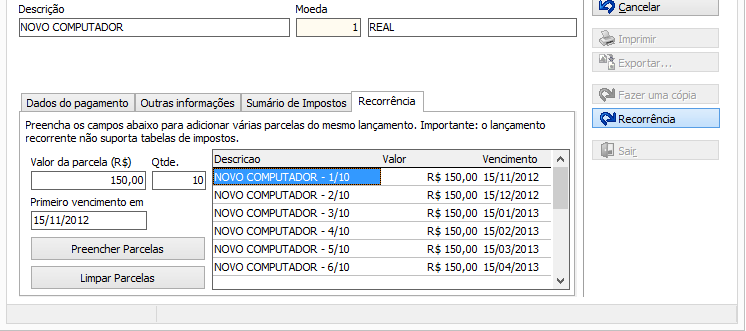 Descrição Moeda
NOVO COMPUTADOR 1 REAL
Cancelar
Imprimir
Exportar...
Fazer uma cópia
Recorrência
Sair
Dados do pagamento Outras informações Sumário de Impostos Recorrência
Preencha os campos abaixo para adicionar várias parcelas do mesmo lançamento. Importante: o lançamento
recorrente não suporta tabelas de impostos.
Valor da parcela (R$) Qtde.
150,00 10
Primeiro vencimento em
15/11/2012
Preencher Parcelas
Limpar Parcelas
Descricao Valor Vencimento
NOVO COMPUTADOR - 1/10 R$ 150,00 15/11/2012
NOVO COMPUTADOR - 2/10 R$ 150,00 15/12/2012
NOVO COMPUTADOR - 3/10 R$ 150,00 15/01/2013
NOVO COMPUTADOR - 4/10 R$ 150,00 15/02/2013
NOVO COMPUTADOR - 5/10 R$ 150,00 15/03/2013
NOVO COMPUTADOR - 6/10 R$ 150,00 15/04/2013